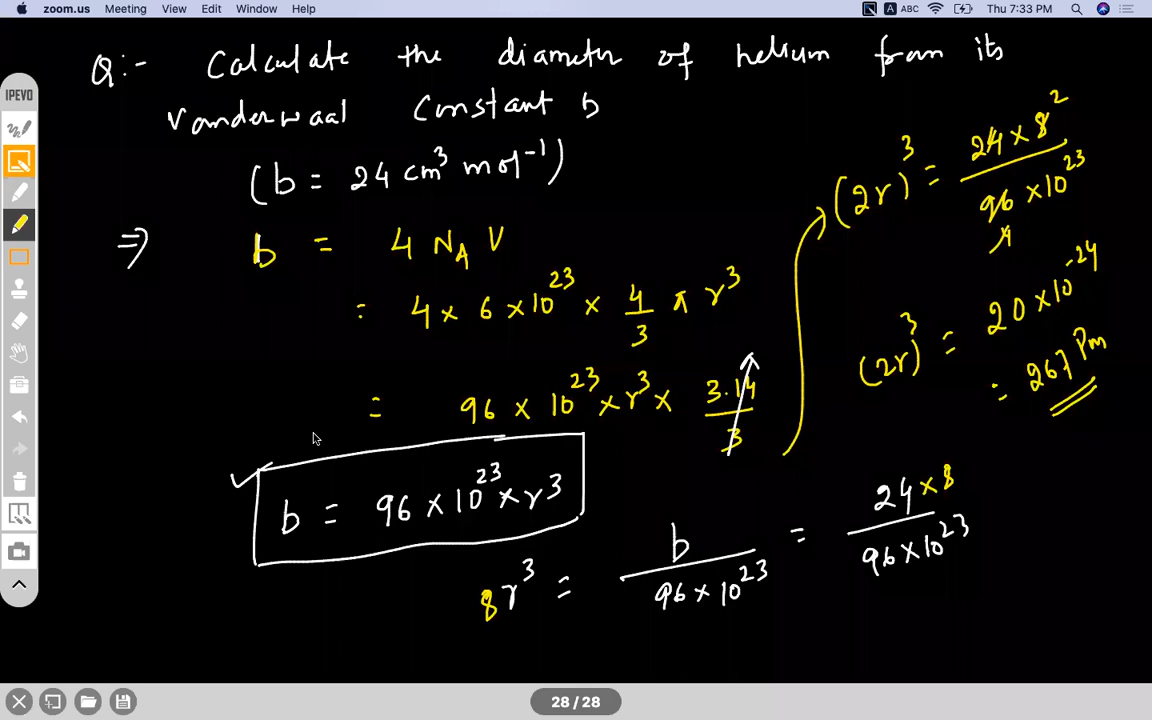 zoom.us Meeting View Edit Window Help
A ABC Thu 7:33 PM
IPEVO
Q:- Calculate the diameter of helium from its
Vanderwaal Constant b
(b = 24 cm³ mol⁻¹)
⇒ b = 4 N_A V
= 4 × 6 × 10²³ × 4/3 π r³
= 96 × 10²³ × r³ × 3.14/3
b = 96 × 10²³ × r³
8r³ = b/(96 × 10²³) = (24 × 8)/(96 × 10²³)
(2r)³ = (24 × 8²)/(96 × 10²³)
4
(2r)³ = 20 × 10⁻²⁴
= 267 Pm
28 / 28